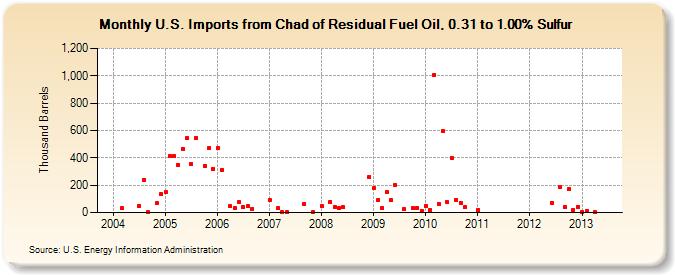 Monthly U.S. Imports from Chad of Residual Fuel Oil, 0.31 to 1.00% Sulfur
Thousand Barrels
1,200
1,000
800
600
400
200
0
2004 2005 2006 2007 2008 2009 2010 2011 2012 2013
Source: U.S. Energy Information Administration